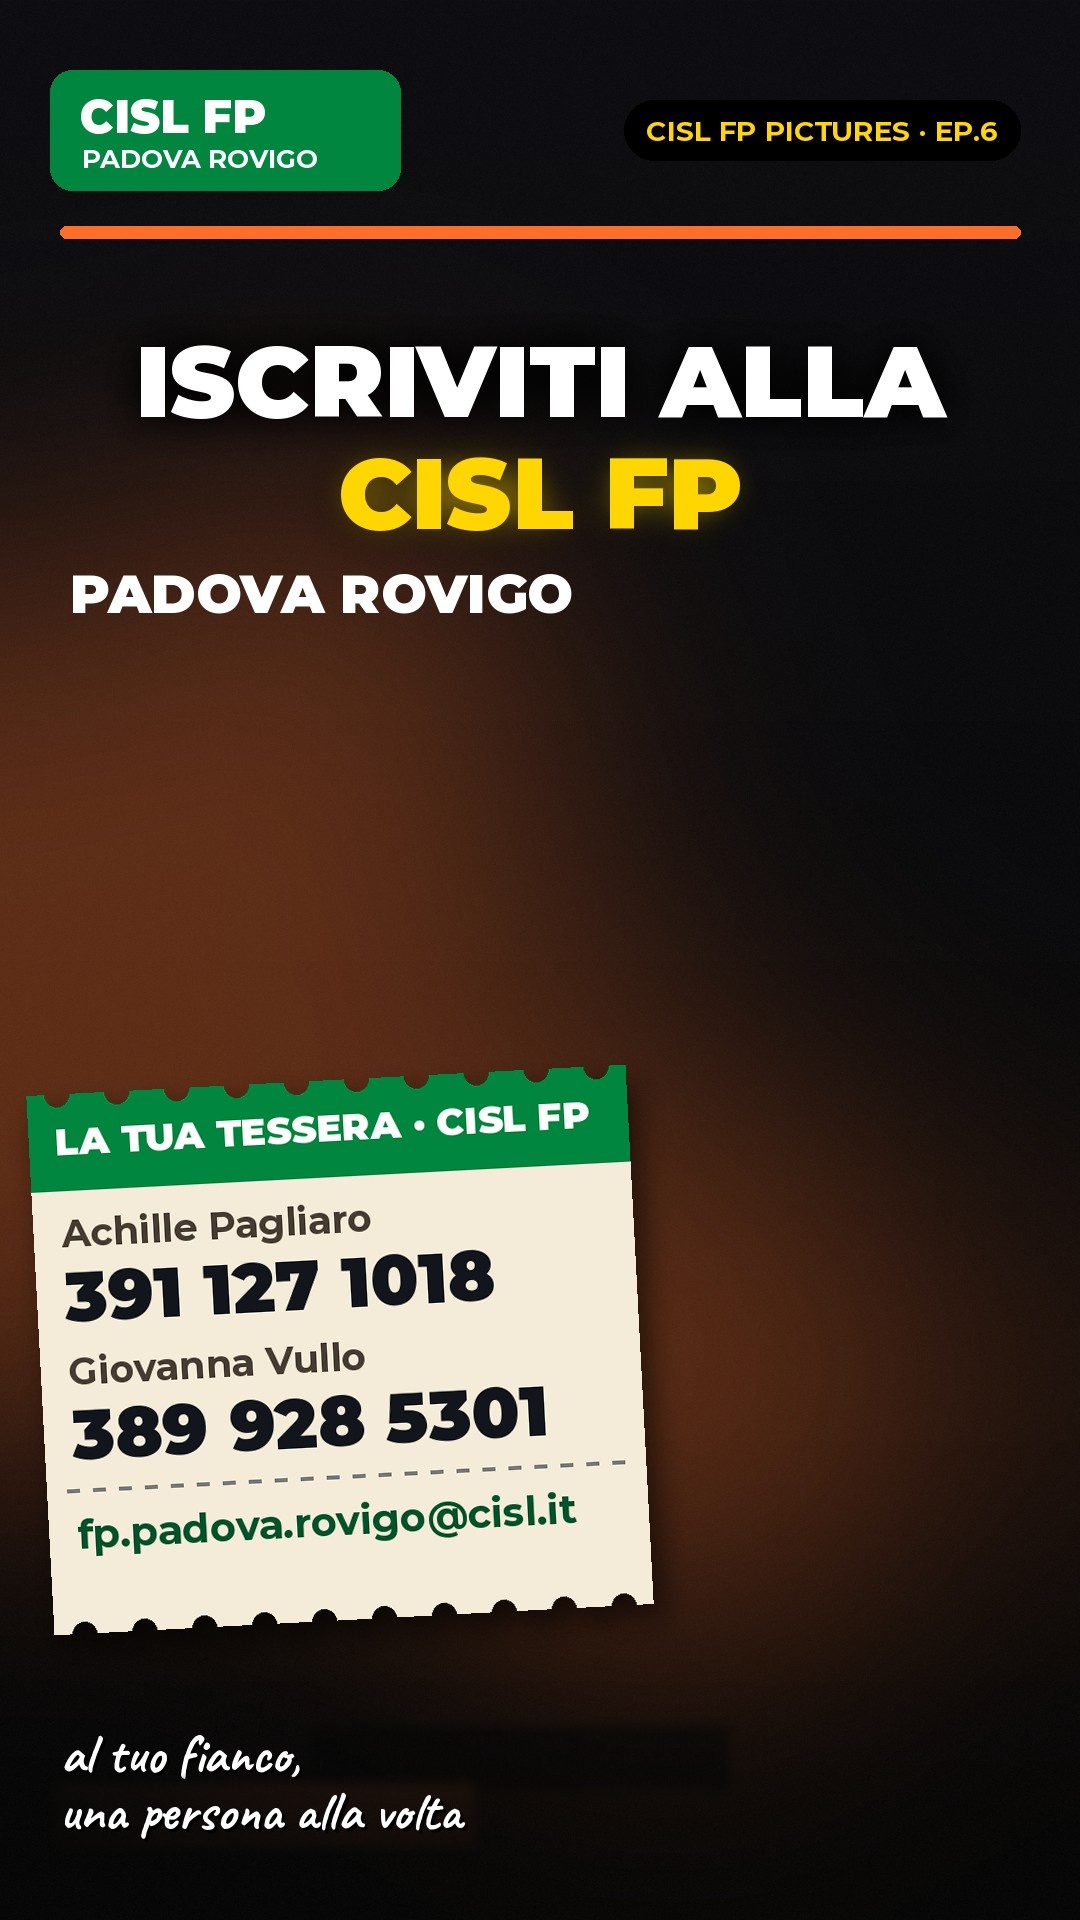 CISL FP
PADOVA ROVIGO
CISL FP PICTURES · EP.6
ISCRIVITI ALLA
CISL FP
PADOVA ROVIGO
LA TUA TESSERA · CISL FP
Achille Pagliaro
391 127 1018
Giovanna Vullo
389 928 5301
fp.padova.rovigo@cisl.it
al tuo fianco,
una persona alla volta